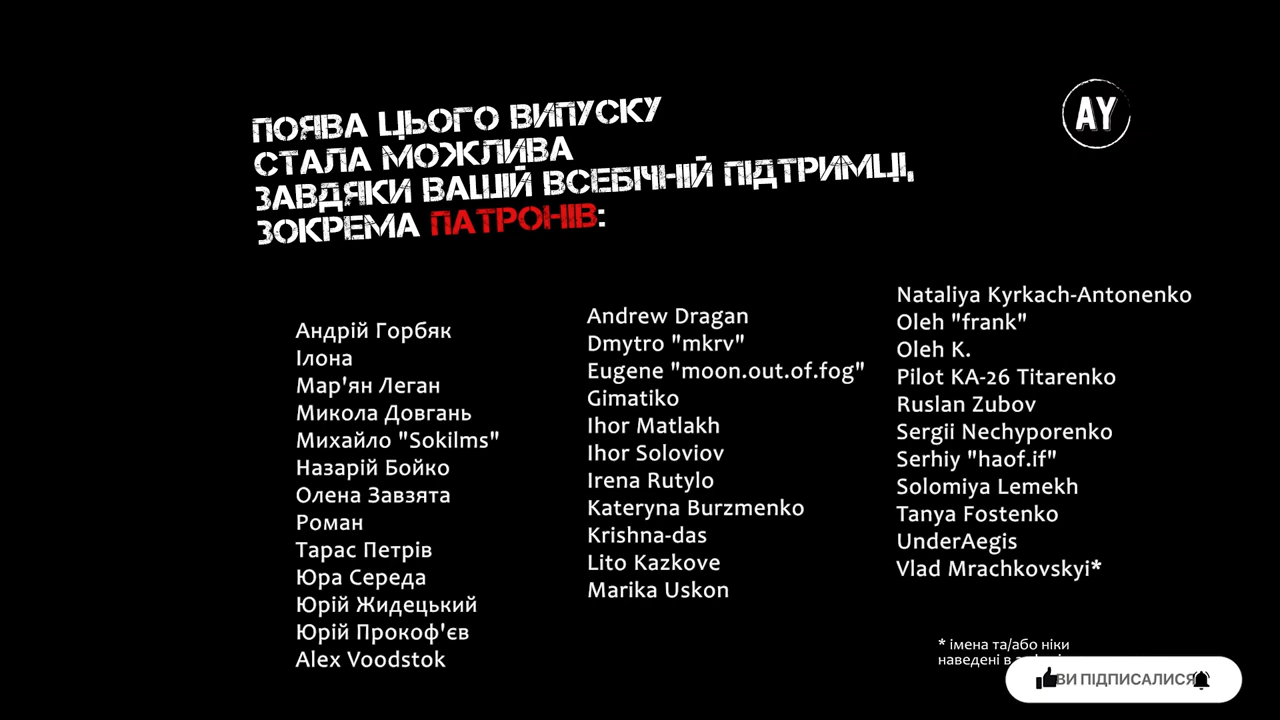 ПОЯВА ЦЬОГО ВИПУСКУ
СТАЛА МОЖЛИВА
ЗАВДЯКИ ВАШІЙ ВСЕБІЧНІЙ ПІДТРИМЦІ,
ЗОКРЕМА ПАТРОНІВ:
AY
Андрій Горбяк
Ілона
Мар'ян Леган
Микола Довгань
Михайло "Sokilms"
Назарій Бойко
Олена Завзята
Роман
Тарас Петрів
Юра Середа
Юрій Жидецький
Юрій Прокоф'єв
Alex Voodstok
Andrew Dragan
Dmytro "mkrv"
Eugene "moon.out.of.fog"
Gimatiko
Ihor Matlakh
Ihor Soloviov
Irena Rutylo
Kateryna Burzmenko
Krishna-das
Lito Kazkove
Marika Uskon
Nataliya Kyrkach-Antonenko
Oleh "frank"
Oleh K.
Pilot KA-26 Titarenko
Ruslan Zubov
Sergii Nechyporenko
Serhiy "haof.if"
Solomiya Lemekh
Tanya Fostenko
UnderAegis
Vlad Mrachkovskyi*
* імена та/або ніки
наведені в
ВИ ПІДПИСАЛИСЯ